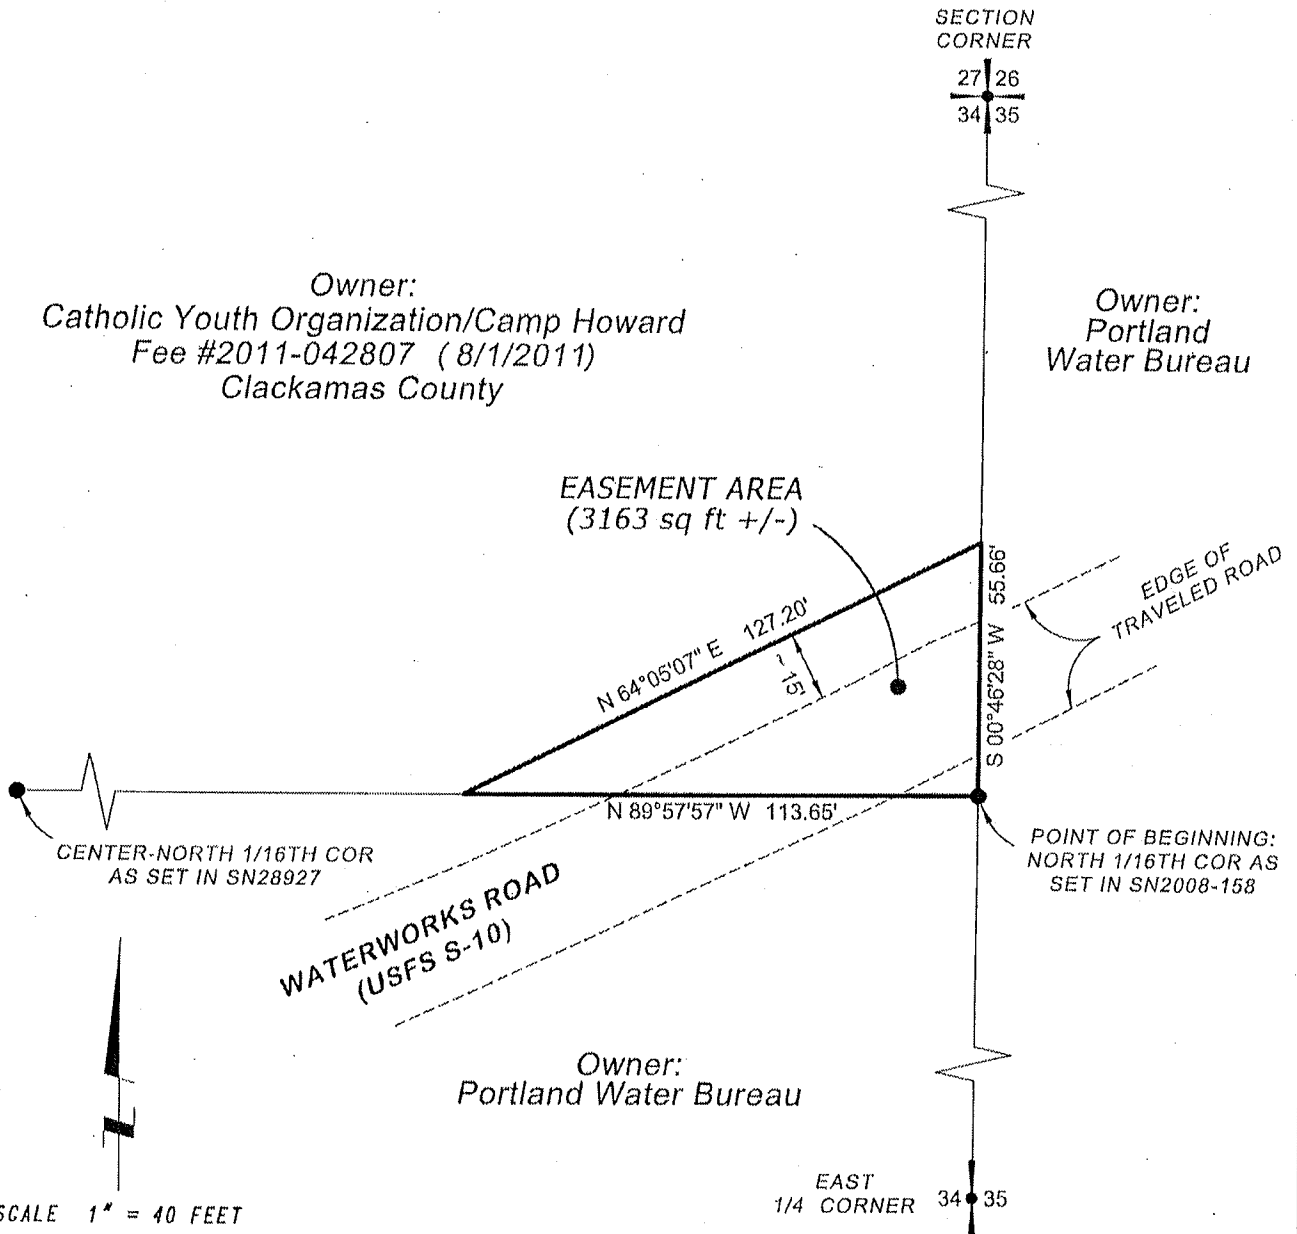 SECTION
CORNER
27 26
34 35
Owner:
Catholic Youth Organization/Camp Howard
Fee #2011-042807 ( 8/1/2011)
Clackamas County
Owner:
Portland
Water Bureau
EASEMENT AREA
(3163 sq ft +/-)
EDGE OF
TRAVELED ROAD
N 64°05'07" E 127.20'
~ 15'
S 00°46'28" W 55.66'
N 89°57'57" W 113.65'
CENTER-NORTH 1/16TH COR
AS SET IN SN28927
POINT OF BEGINNING:
NORTH 1/16TH COR AS
SET IN SN2008-158
WATERWORKS ROAD
(USFS S-10)
Owner:
Portland Water Bureau
EAST
1/4 CORNER
34 35
SCALE 1" = 40 FEET